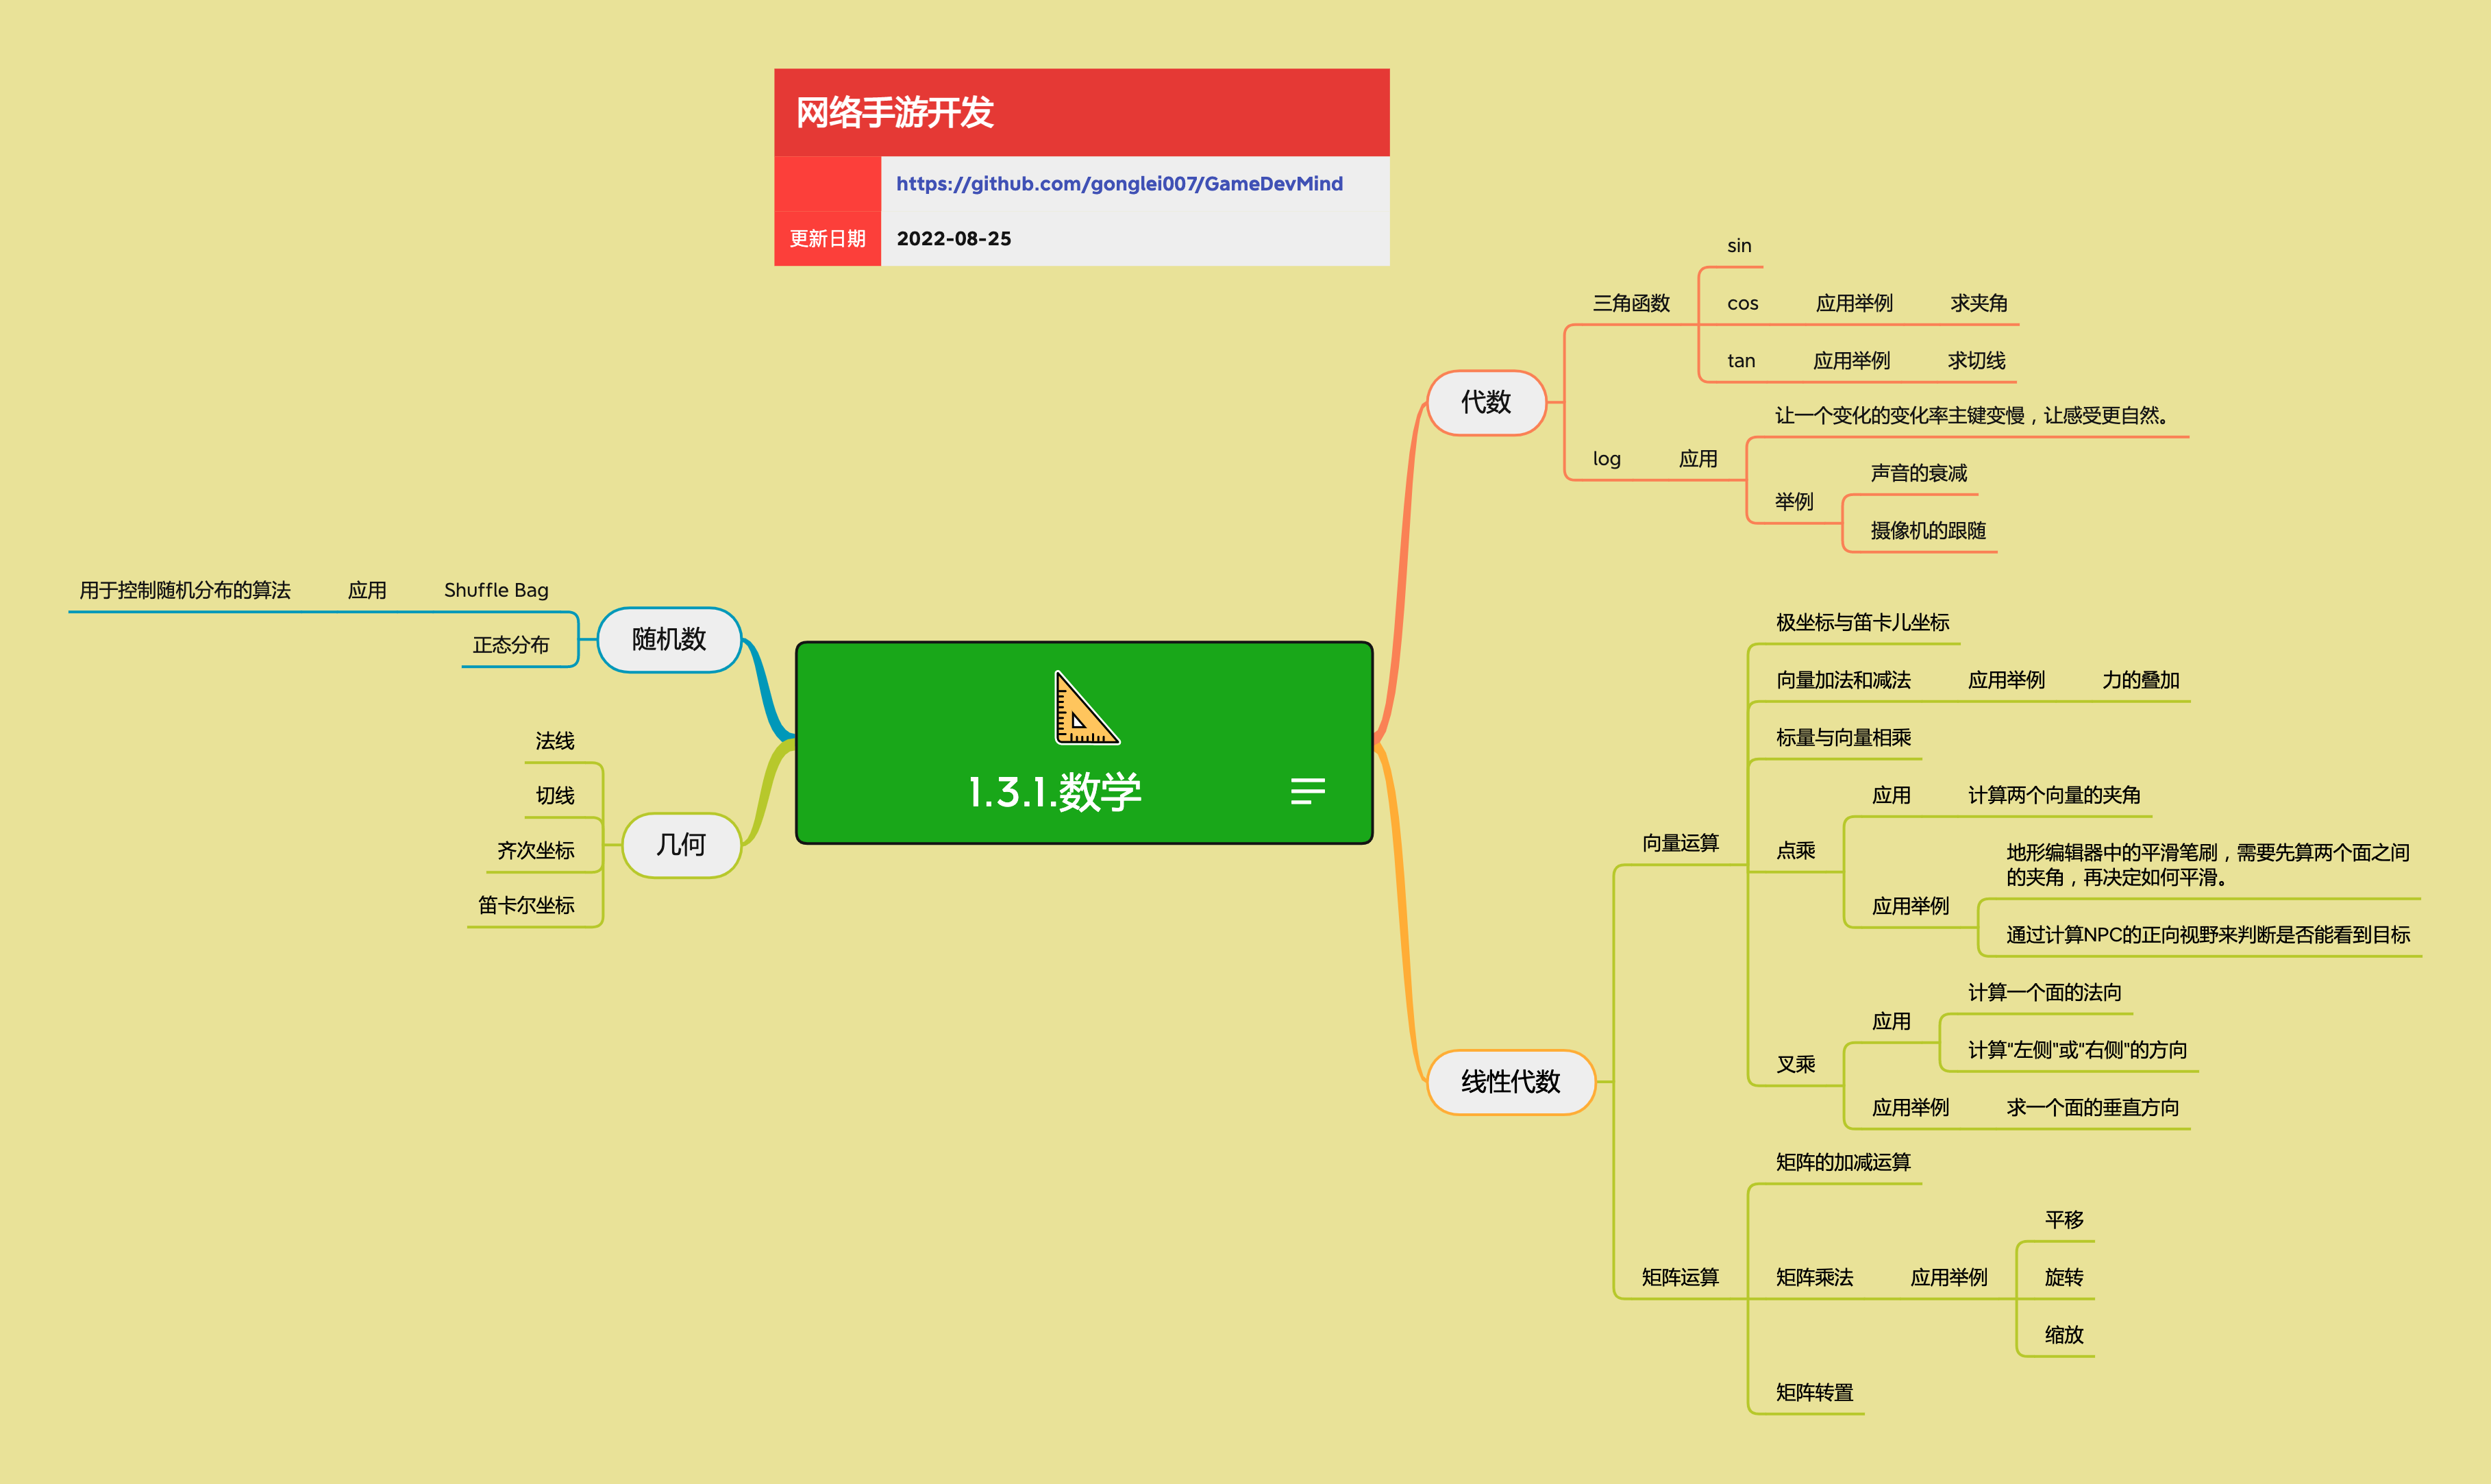 网络手游开发
https://github.com/gonglei007/GameDevMind
更新日期 2022-08-25
1.3.1.数学
代数
三角函数
sin
cos 应用举例 求夹角
tan 应用举例 求切线
log 应用
让一个变化的变化率主键变慢，让感受更自然。
举例
声音的衰减
摄像机的跟随
线性代数
向量运算
极坐标与笛卡儿坐标
向量加法和减法 应用举例 力的叠加
标量与向量相乘
点乘
应用 计算两个向量的夹角
应用举例
地形编辑器中的平滑笔刷，需要先算两个面之间
的夹角，再决定如何平滑。
通过计算NPC的正向视野来判断是否能看到目标
叉乘
应用
计算一个面的法向
计算“左侧”或“右侧”的方向
应用举例 求一个面的垂直方向
矩阵运算
矩阵的加减运算
矩阵乘法 应用举例
平移
旋转
缩放
矩阵转置
随机数
用于控制随机分布的算法 应用 Shuffle Bag
正态分布
几何
法线
切线
齐次坐标
笛卡尔坐标